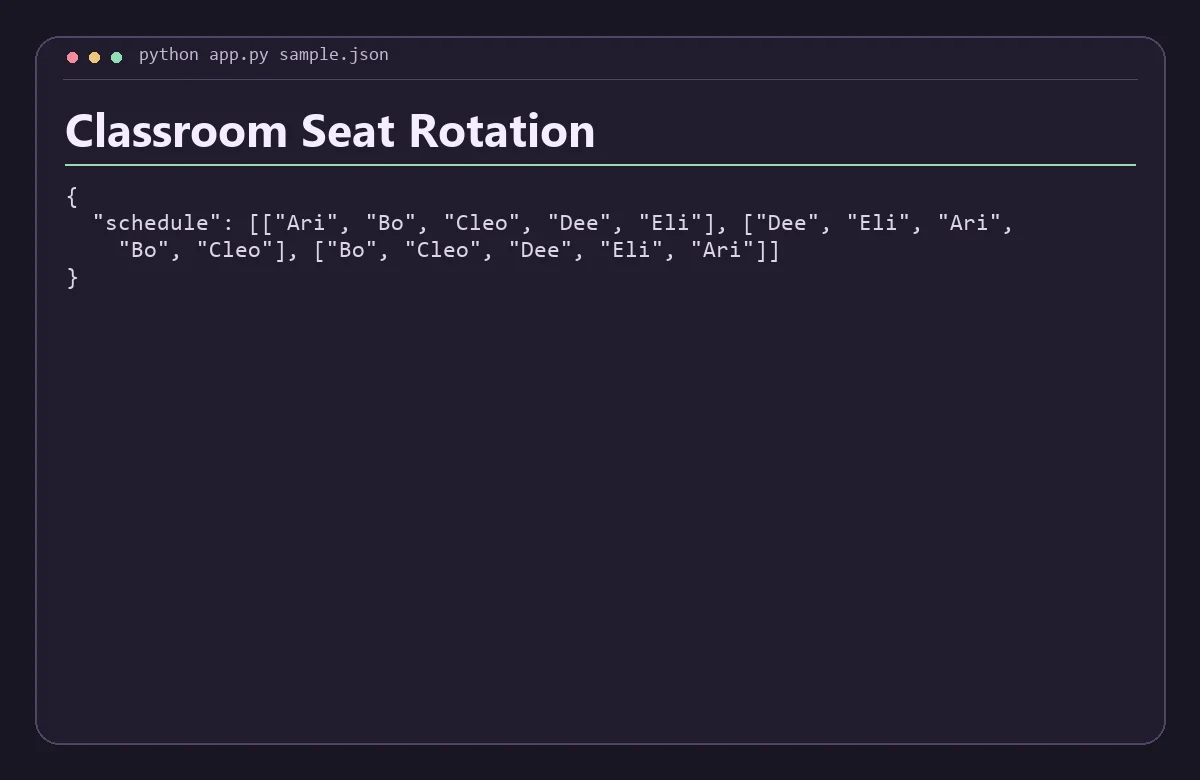 python app.py sample.json
Classroom Seat Rotation
{
"schedule": [["Ari", "Bo", "Cleo", "Dee", "Eli"], ["Dee", "Eli", "Ari",
"Bo", "Cleo"], ["Bo", "Cleo", "Dee", "Eli", "Ari"]]
}